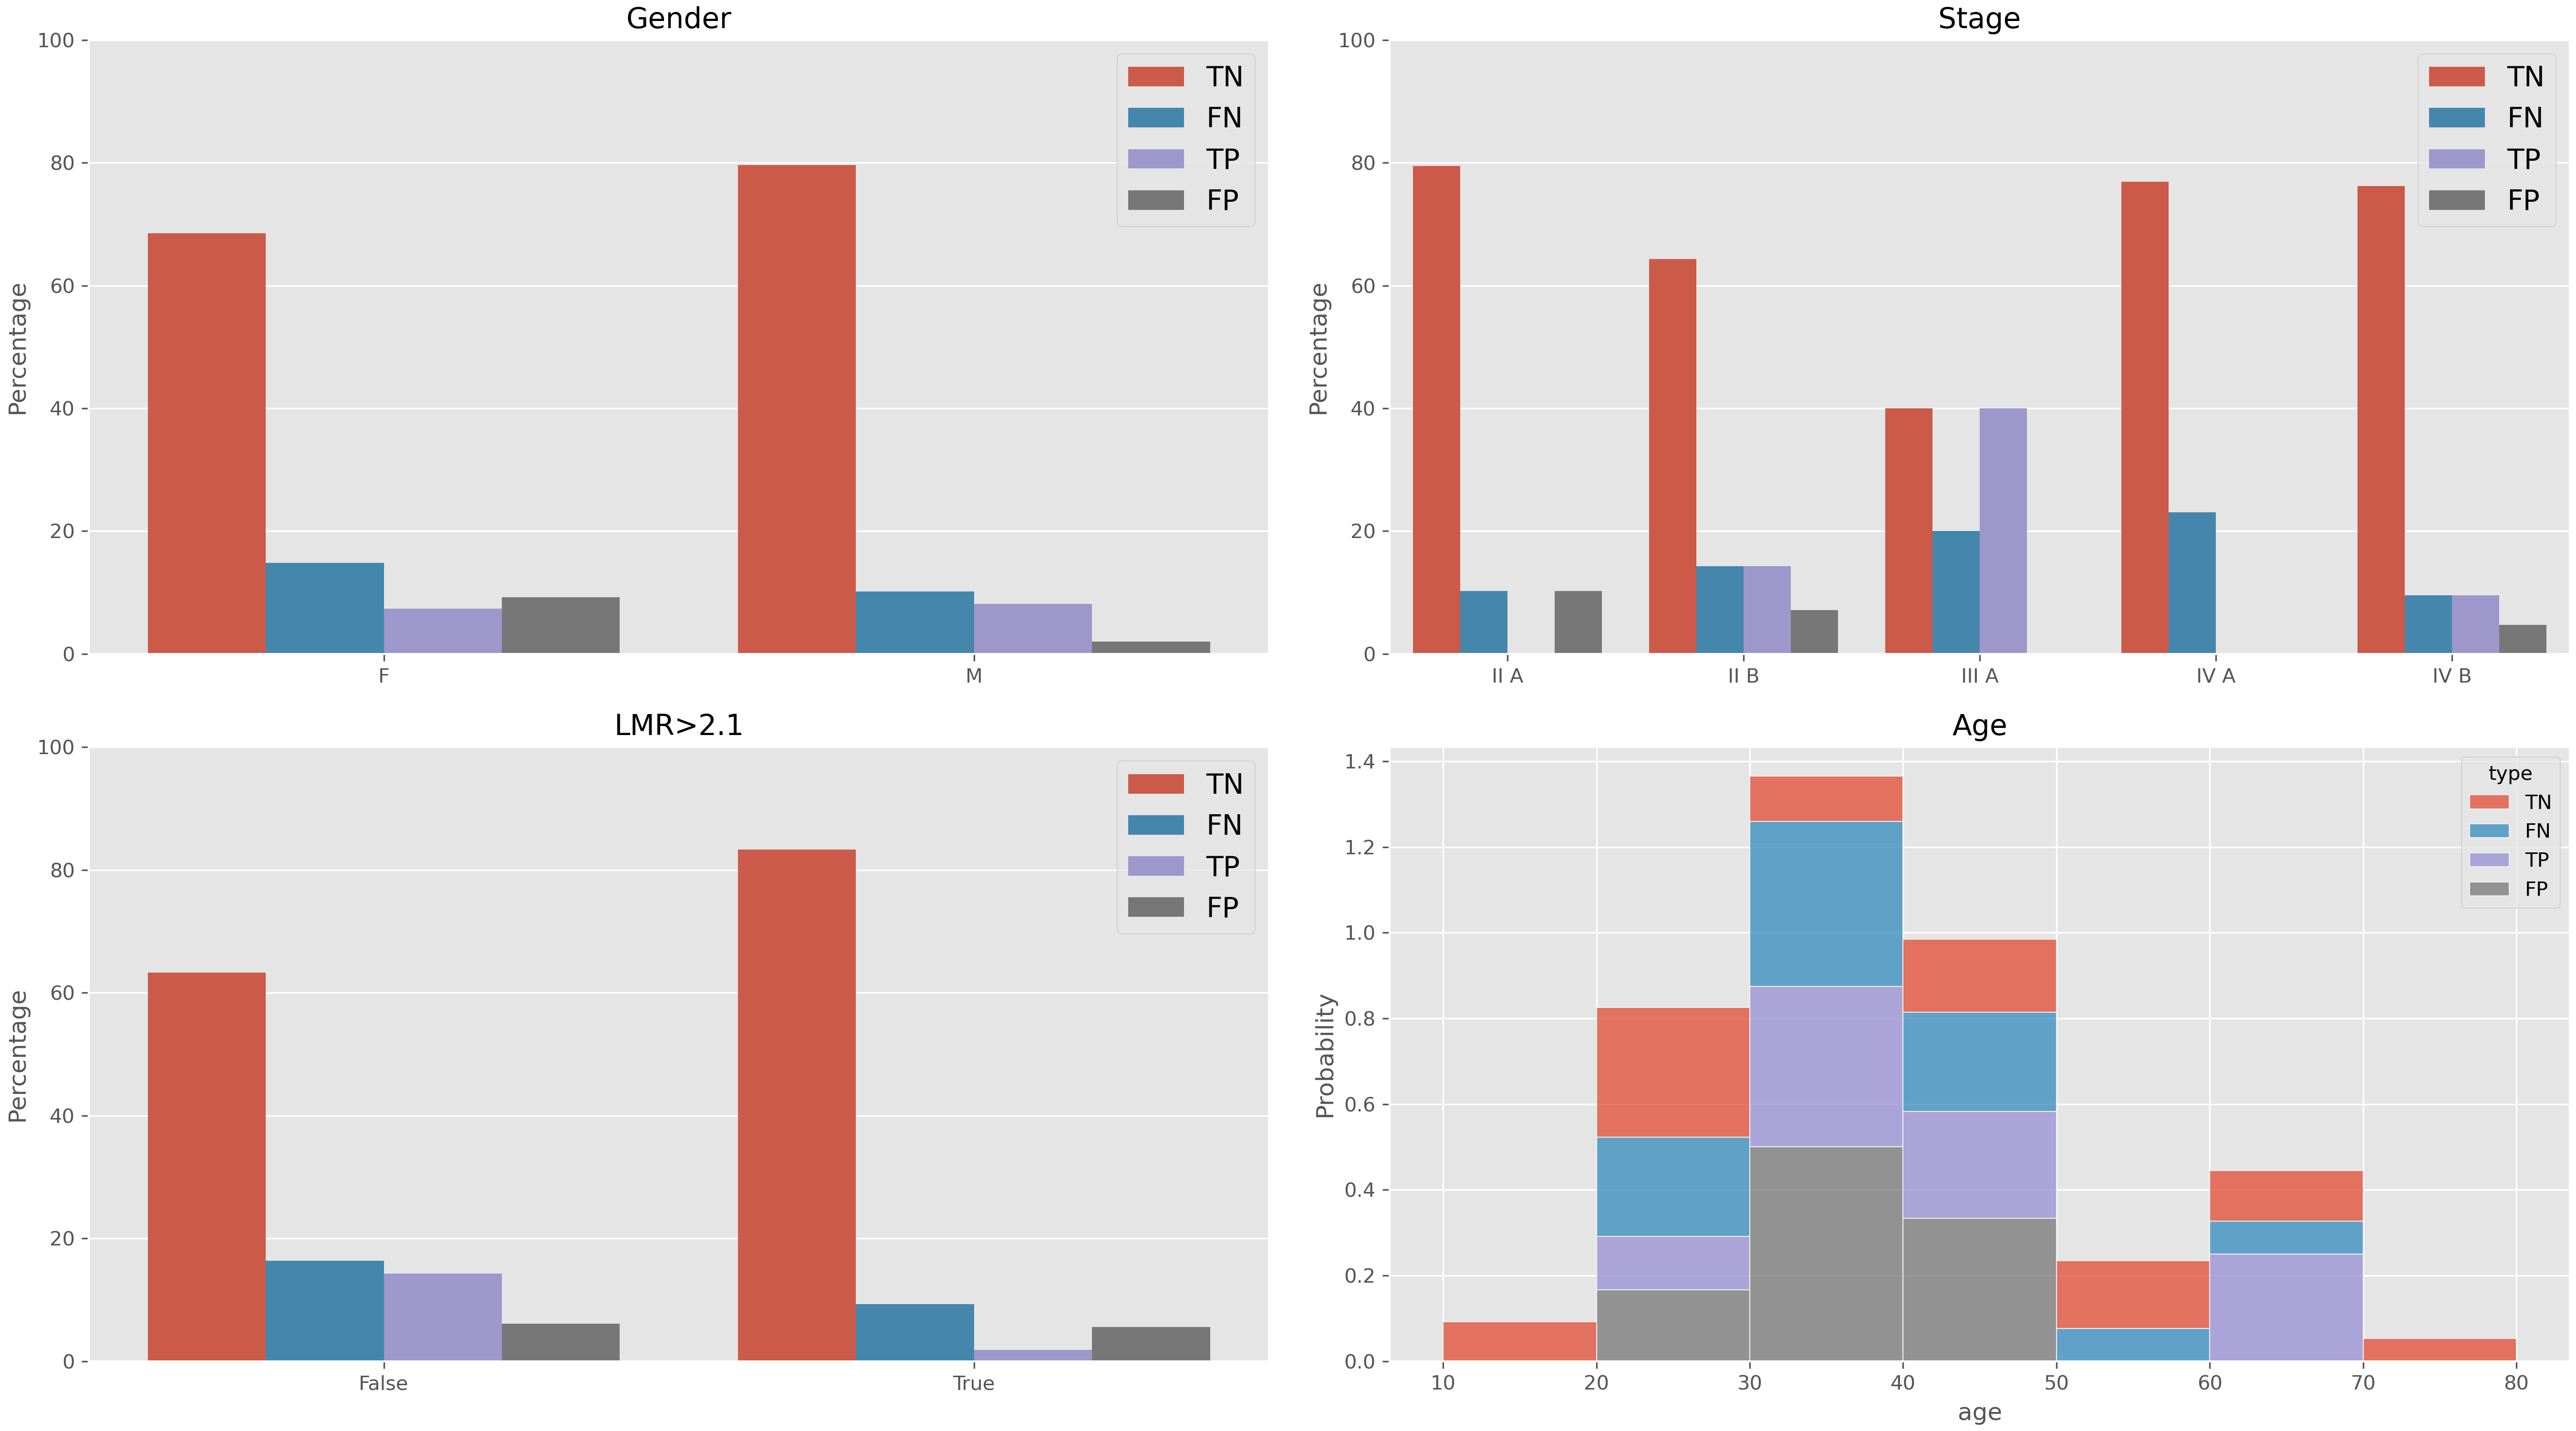 Gender
100
80
60
40
20
0
Percentage
F
M
TN
FN
TP
FP
Stage
100
80
60
40
20
0
Percentage
II A
II B
III A
IV A
IV B
TN
FN
TP
FP
LMR>2.1
100
80
60
40
20
0
Percentage
False
True
TN
FN
TP
FP
Age
1.4
1.2
1.0
0.8
0.6
0.4
0.2
0.0
Probability
10
20
30
40
50
60
70
80
age
type
TN
FN
TP
FP